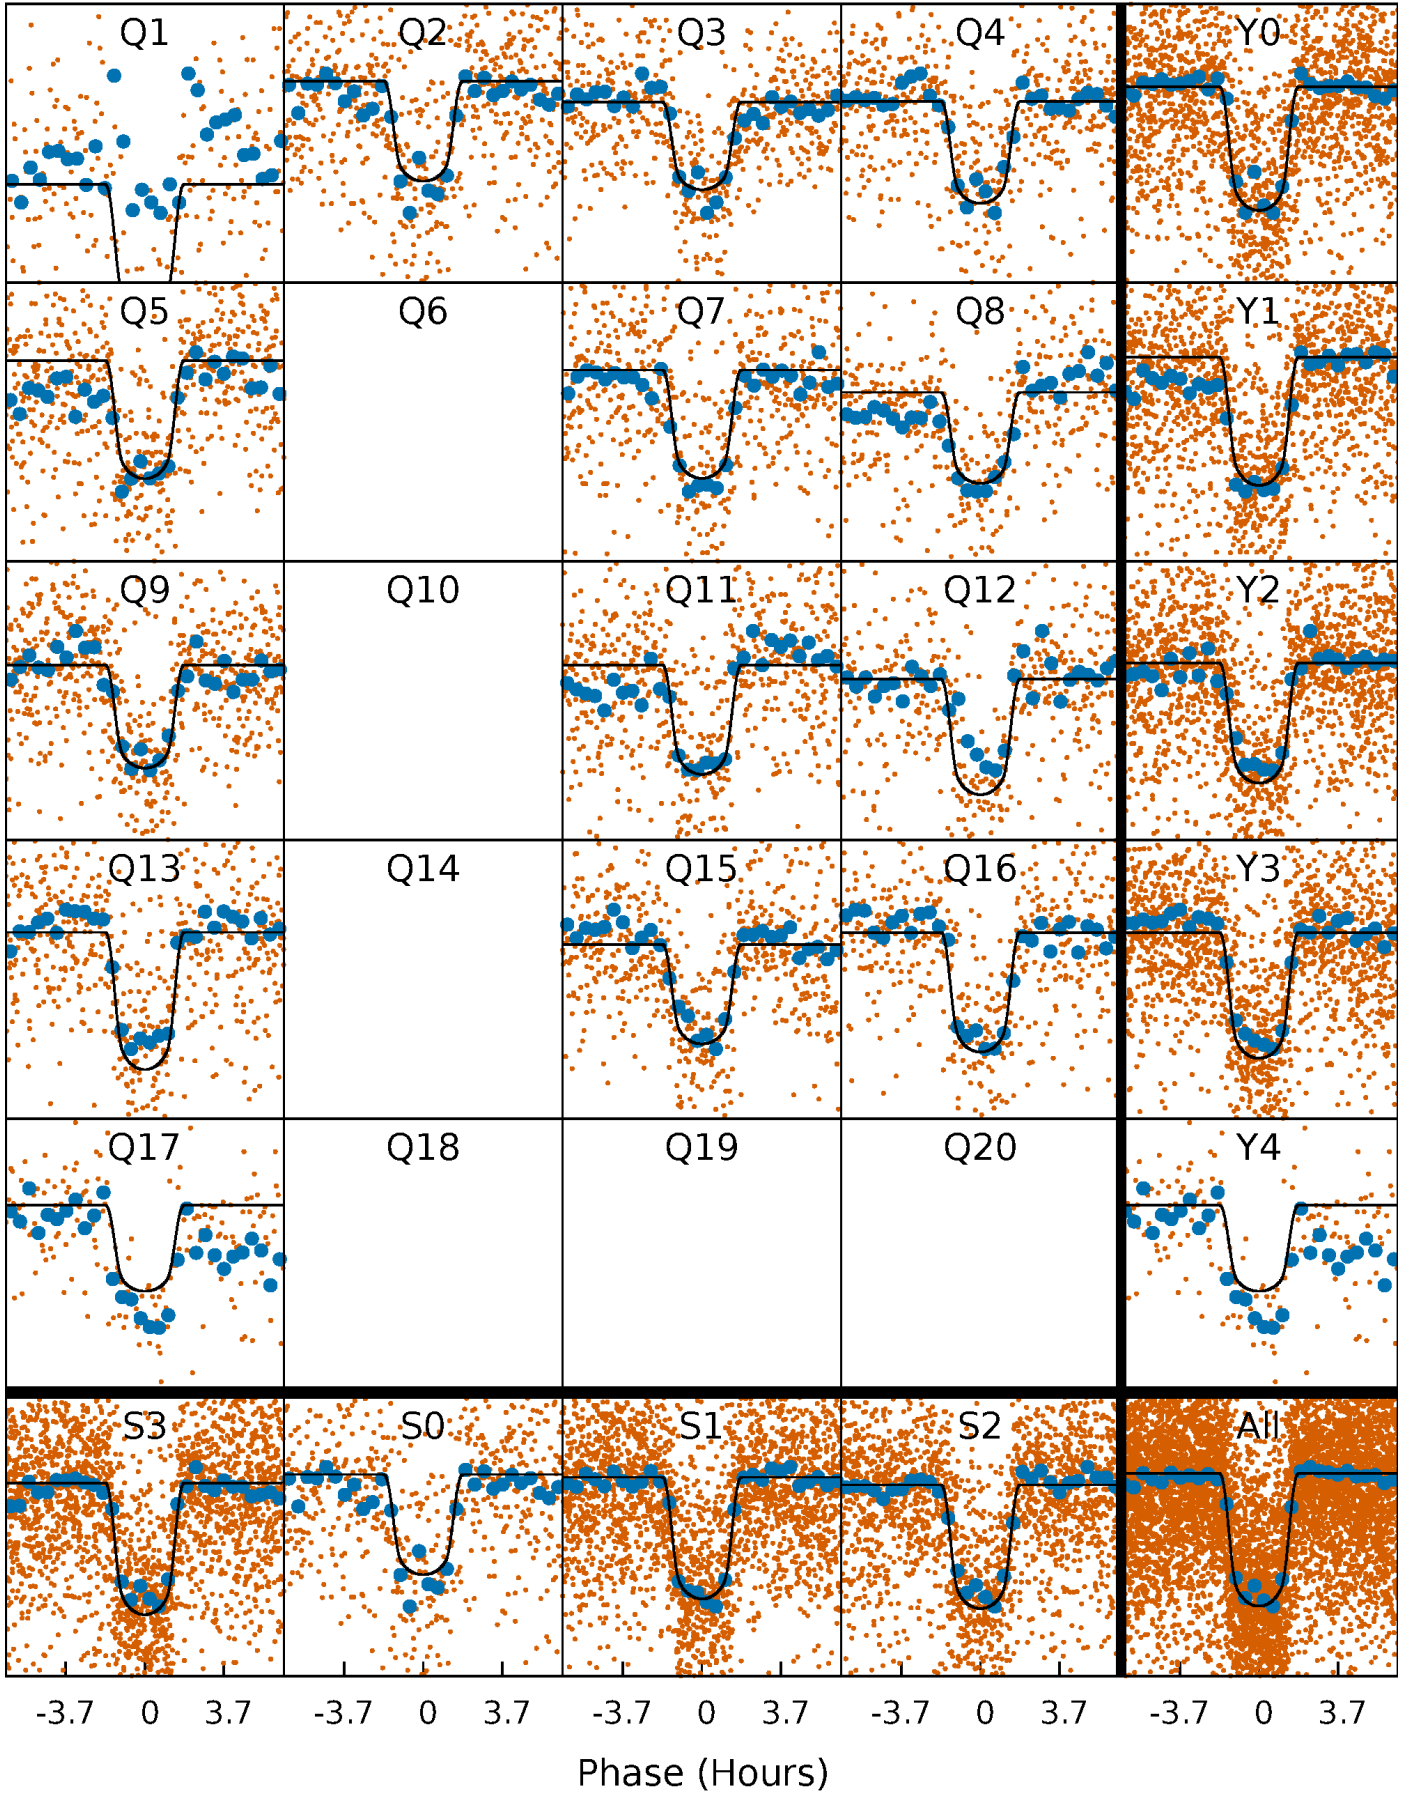 Q1 Q2 Q3 Q4 Y0
Q5 Q6 Q7 Q8 Y1
Q9 Q10 Q11 Q12 Y2
Q13 Q14 Q15 Q16 Y3
Q17 Q18 Q19 Q20 Y4
S3 S0 S1 S2 All
-3.7 0 3.7 -3.7 0 3.7 -3.7 0 3.7 -3.7 0 3.7 -3.7 0 3.7
Phase (Hours)